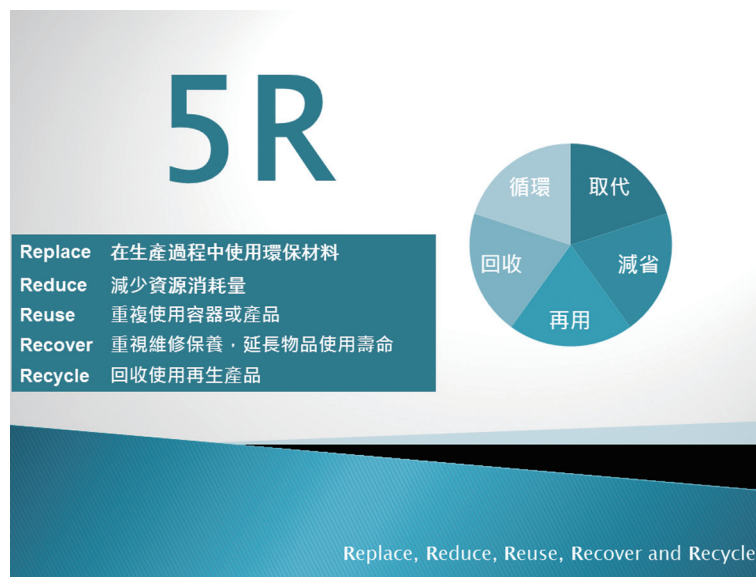 5R
Replace 在生產過程中使用環保材料
Reduce 減少資源消耗量
Reuse 重複使用容器或產品
Recover 重視維修保養，延長物品使用壽命
Recycle 回收使用再生產品
循環 取代
回收 減省
再用
Replace, Reduce, Reuse, Recover and Recycle